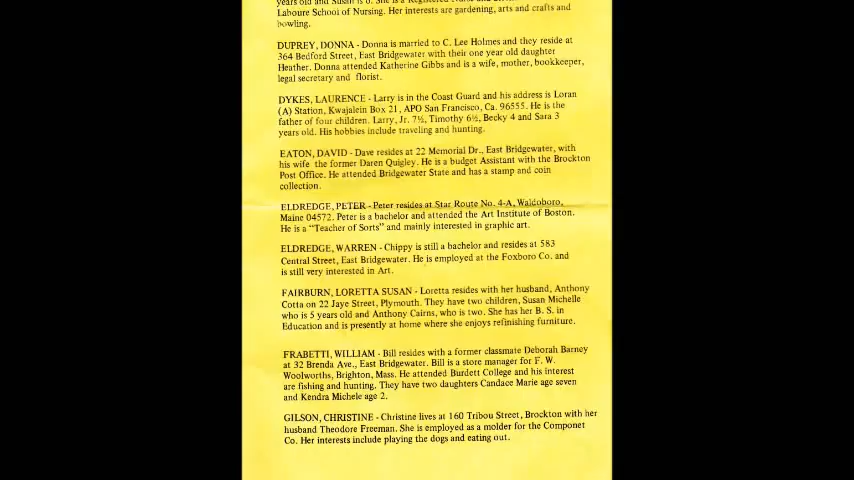 years old and Susan is 6. She is a Registered Nurse and
Laboure School of Nursing. Her interests are gardening, arts and crafts and
bowling.
DUPREY, DONNA - Donna is married to C. Lee Holmes and they reside at
364 Bedford Street, East Bridgewater with their one year old daughter
Heather. Donna attended Katherine Gibbs and is a wife, mother, bookkeeper,
legal secretary and florist.
DYKES, LAURENCE - Larry is in the Coast Guard and his address is Loran
(A) Station, Kwajalein Box 21, APO San Francisco, Ca. 96555. He is the
father of four children. Larry, Jr. 7½, Timothy 6½, Becky 4 and Sara 3
years old. His hobbies include traveling and hunting.
EATON, DAVID - Dave resides at 22 Memorial Dr., East Bridgewater, with
his wife the former Daren Quigley. He is a budget Assistant with the Brockton
Post Office. He attended Bridgewater State and has a stamp and coin
collection.
ELDREDGE, PETER - Peter resides at Star Route No. 4-A, Waldoboro,
Maine 04572. Peter is a bachelor and attended the Art Institute of Boston.
He is a "Teacher of Sorts" and mainly interested in graphic art.
ELDREDGE, WARREN - Chippy is still a bachelor and resides at 583
Central Street, East Bridgewater. He is employed at the Foxboro Co. and
is still very interested in Art.
FAIRBURN, LORETTA SUSAN - Loretta resides with her husband, Anthony
Cotta on 22 Jaye Street, Plymouth. They have two children, Susan Michelle
who is 5 years old and Anthony Cairns, who is two. She has her B. S. in
Education and is presently at home where she enjoys refinishing furniture.
FRABETTI, WILLIAM - Bill resides with a former classmate Deborah Barney
at 32 Brenda Ave., East Bridgewater. Bill is a store manager for F. W.
Woolworths, Brighton, Mass. He attended Burdett College and his interest
are fishing and hunting. They have two daughters Candace Marie age seven
and Kendra Michele age 2.
GILSON, CHRISTINE - Christine lives at 160 Tribou Street, Brockton with her
husband Theodore Freeman. She is employed as a molder for the Componet
Co. Her interests include playing the dogs and eating out.